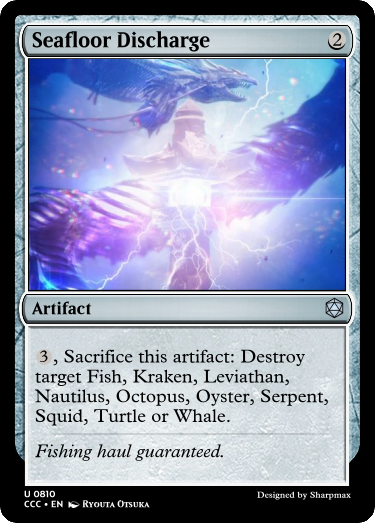 Seafloor Discharge 2
Artifact
3, Sacrifice this artifact: Destroy
target Fish, Kraken, Leviathan,
Nautilus, Octopus, Oyster, Serpent,
Squid, Turtle or Whale.
Fishing haul guaranteed.
U 0810
CCC • EN Ryouta Otsuka
Designed by Sharpmax